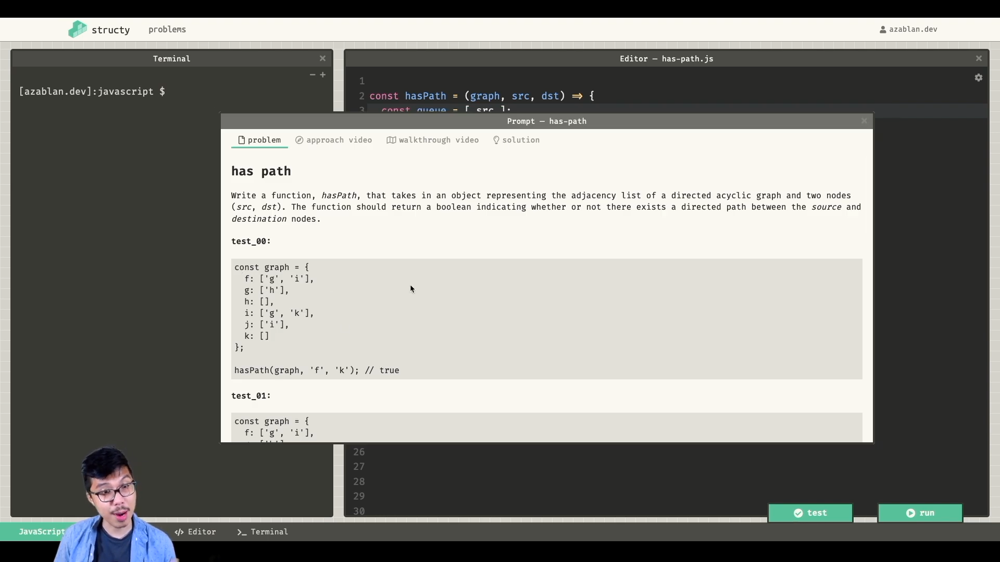 structy
problems
azablan.dev
Terminal
Editor — has-path.js
[azablan.dev]:javascript $
1
2 const hasPath = (graph, src, dst) => {
3 const queue = [ src ];
Prompt — has-path
problem
approach video
walkthrough video
solution
has path
Write a function, hasPath, that takes in an object representing the adjacency list of a directed acyclic graph and two nodes
(src, dst). The function should return a boolean indicating whether or not there exists a directed path between the source and
destination nodes.
test_00:
const graph = {
f: ['g', 'i'],
g: ['h'],
h: [],
i: ['g', 'k'],
j: ['i'],
k: []
};
hasPath(graph, 'f', 'k'); // true
test_01:
const graph = {
f: ['g', 'i'],
26
27
28
29
30
test
run
JavaScript
</> Editor
>_ Terminal